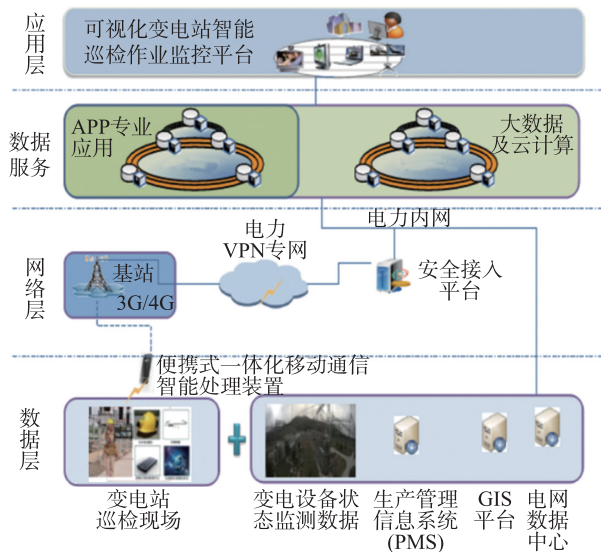 应用层
可视化变电站智能
巡检作业监控平台
数据
服务
APP专业
应用
大数据
及云计算
网络层
基站
3G/4G
电力
VPN专网
电力内网
安全接入
平台
便携式一体化移动通信
智能处理装置
数据层
变电站
巡检现场
变电设备状
态监测数据
生产管理
信息系统
(PMS)
GIS
平台
电网
数据
中心